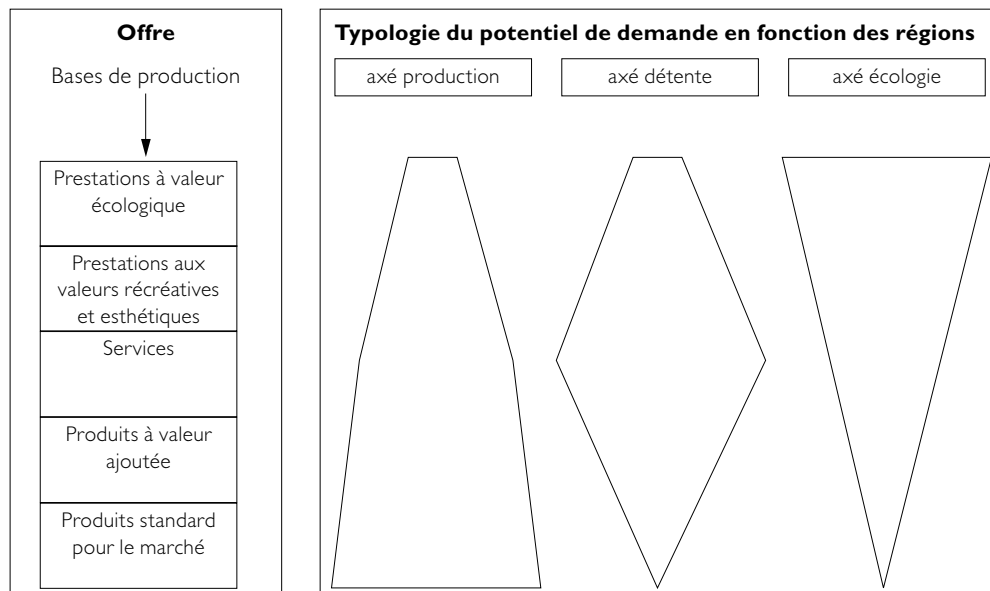 Offre
Bases de production
Prestations à valeur
écologique
Prestations aux
valeurs récréatives
et esthétiques
Services
Produits à valeur
ajoutée
Produits standard
pour le marché
Typologie du potentiel de demande en fonction des régions
axé production
axé détente
axé écologie